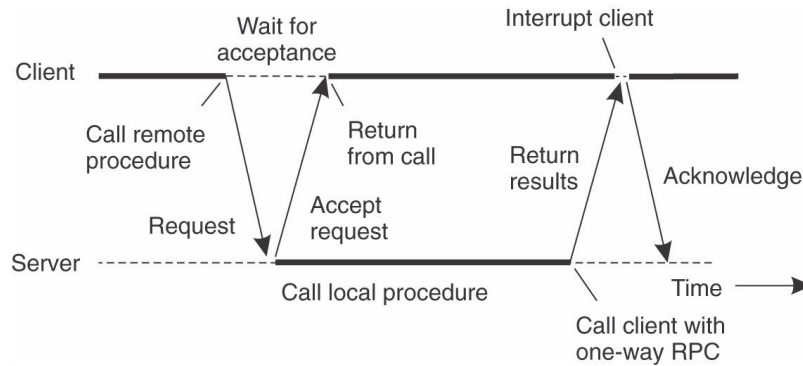 Interrupt client
Wait for
acceptance
Client
Call remote
procedure
Return
from call
Return
results
Acknowledge
Request
Accept
request
Server
Call local procedure
Time
Call client with
one-way RPC